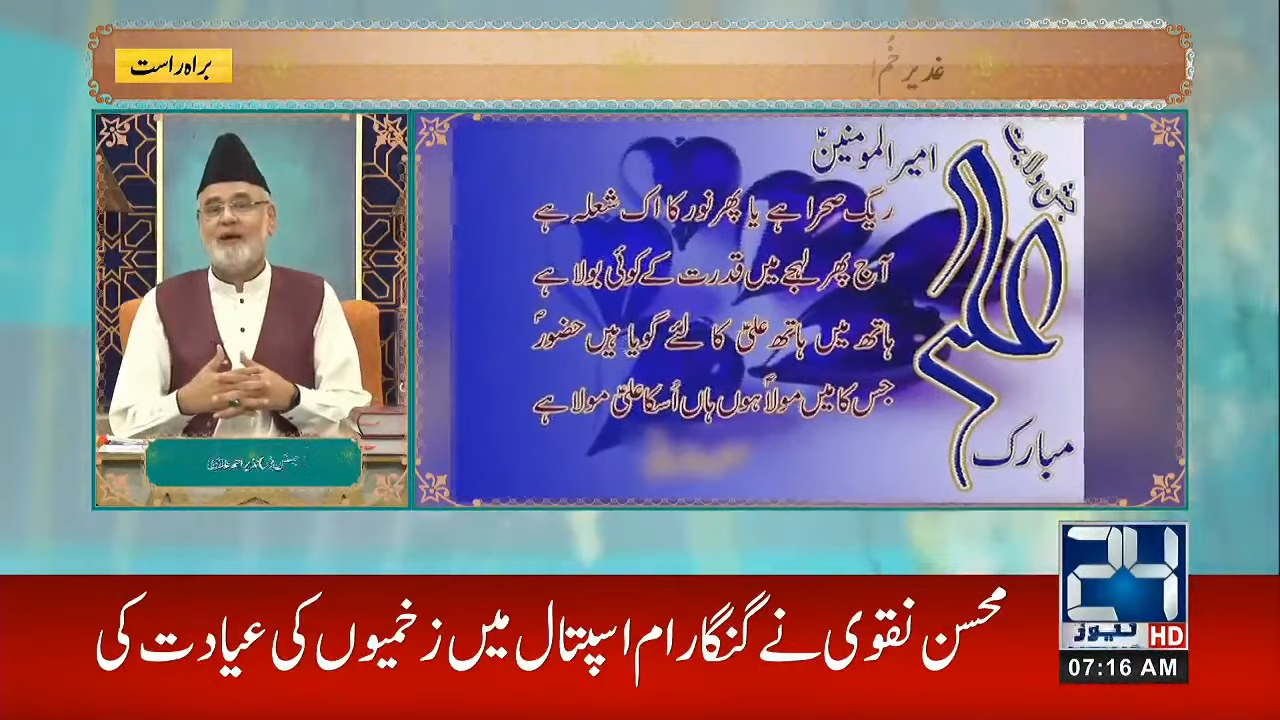 براہ راست
غدیر خُم
جشن ولایت
امیر المومنینؑ
علی
ریگ صحرا ہے یا پھر نور کا اک شعلہ ہے
آج پھر لہجے میں قدرت کے کوئی بولا ہے
ہاتھ میں ہاتھ علیؑ کا لئے گویا ہیں حضورؐ
جس کا میں مولاؐ ہوں ہاں اُسکا علیؑ مولا ہے
مبارک
نذیر احمد
محسن نقوی نے گنگارام اسپتال میں زخمیوں کی عیادت کی
24
نیوز HD
07:16 AM